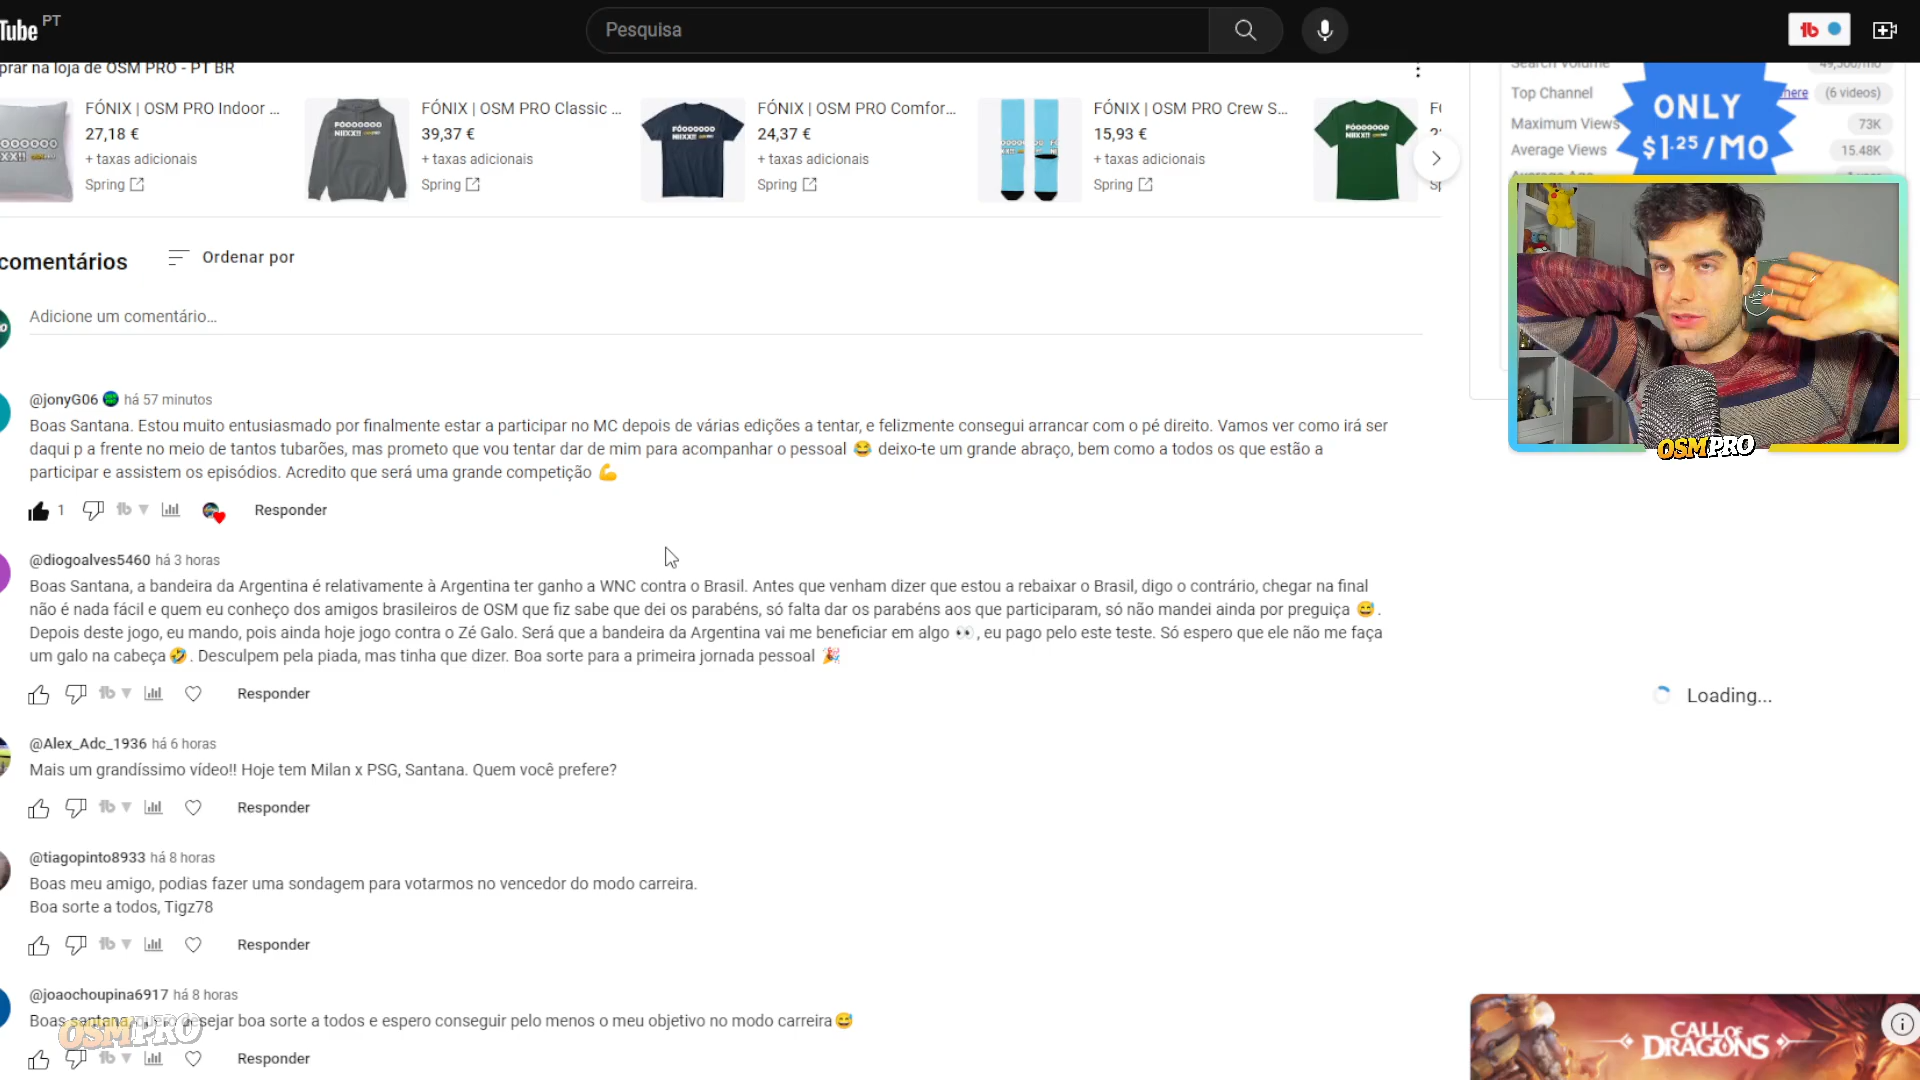 Tube PT
Pesquisa
prar na loja de OSM PRO - PT BR
FÓNIX | OSM PRO Indoor ...
27,18 €
+ taxas adicionais
Spring
FÓNIX | OSM PRO Classic ...
39,37 €
+ taxas adicionais
Spring
FÓNIX | OSM PRO Comfor...
24,37 €
+ taxas adicionais
Spring
FÓNIX | OSM PRO Crew S...
15,93 €
+ taxas adicionais
Spring
Search Volume
49,500/mo
Top Channel
here (6 videos)
Maximum Views
73K
Average Views
15.48K
ONLY
$1.25/MO
OSMPRO
comentários
Ordenar por
Adicione um comentário...
@jonyG06 há 57 minutos
Boas Santana. Estou muito entusiasmado por finalmente estar a participar no MC depois de várias edições a tentar, e felizmente consegui arrancar com o pé direito. Vamos ver como irá ser
daqui p a frente no meio de tantos tubarões, mas prometo que vou tentar dar de mim para acompanhar o pessoal 😂 deixo-te um grande abraço, bem como a todos os que estão a
participar e assistem os episódios. Acredito que será uma grande competição 💪
1
Responder
@diogoalves5460 há 3 horas
Boas Santana, a bandeira da Argentina é relativamente à Argentina ter ganho a WNC contra o Brasil. Antes que venham dizer que estou a rebaixar o Brasil, digo o contrário, chegar na final
não é nada fácil e quem eu conheço dos amigos brasileiros de OSM que fiz sabe que dei os parabéns, só falta dar os parabéns aos que participaram, só não mandei ainda por preguiça 😅.
Depois deste jogo, eu mando, pois ainda hoje jogo contra o Zé Galo. Será que a bandeira da Argentina vai me beneficiar em algo 👀, eu pago pelo este teste. Só espero que ele não me faça
um galo na cabeça🤣. Desculpem pela piada, mas tinha que dizer. Boa sorte para a primeira jornada pessoal 🎉
Responder
@Alex_Adc_1936 há 6 horas
Mais um grandíssimo vídeo!! Hoje tem Milan x PSG, Santana. Quem você prefere?
Responder
@tiagopinto8933 há 8 horas
Boas meu amigo, podias fazer uma sondagem para votarmos no vencedor do modo carreira.
Boa sorte a todos, Tigz78
Responder
@joaochoupina6917 há 8 horas
Boas santana, quero desejar boa sorte a todos e espero conseguir pelo menos o meu objetivo no modo carreira😅
OSMPRO
Responder
Loading...
CALL OF
DRAGONS